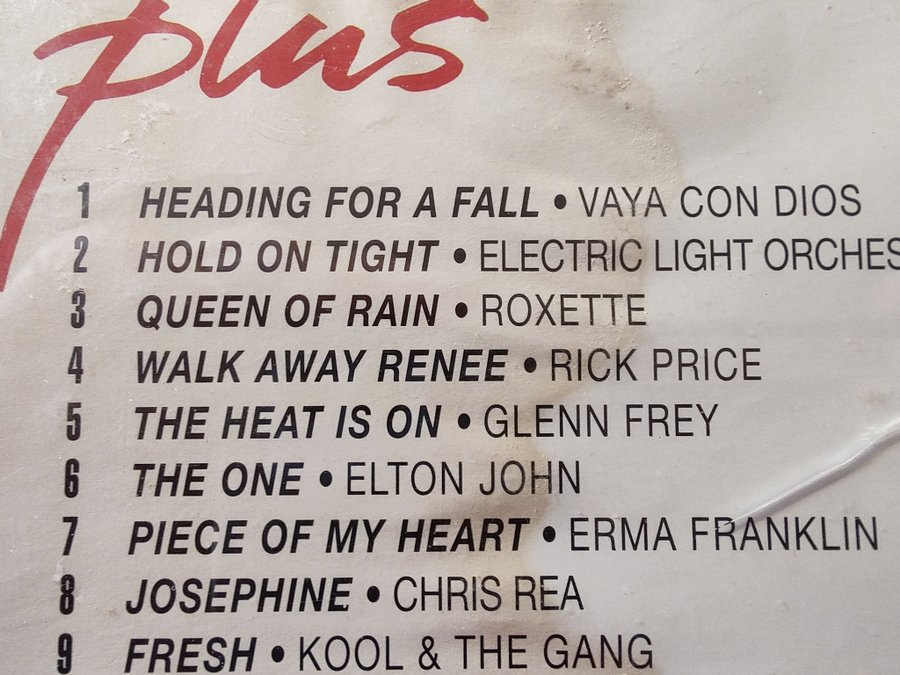 plus
1 HEADING FOR A FALL • VAYA CON DIOS
2 HOLD ON TIGHT • ELECTRIC LIGHT ORCHES
3 QUEEN OF RAIN • ROXETTE
4 WALK AWAY RENEE • RICK PRICE
5 THE HEAT IS ON • GLENN FREY
6 THE ONE • ELTON JOHN
7 PIECE OF MY HEART • ERMA FRANKLIN
8 JOSEPHINE • CHRIS REA
9 FRESH • KOOL & THE GANG